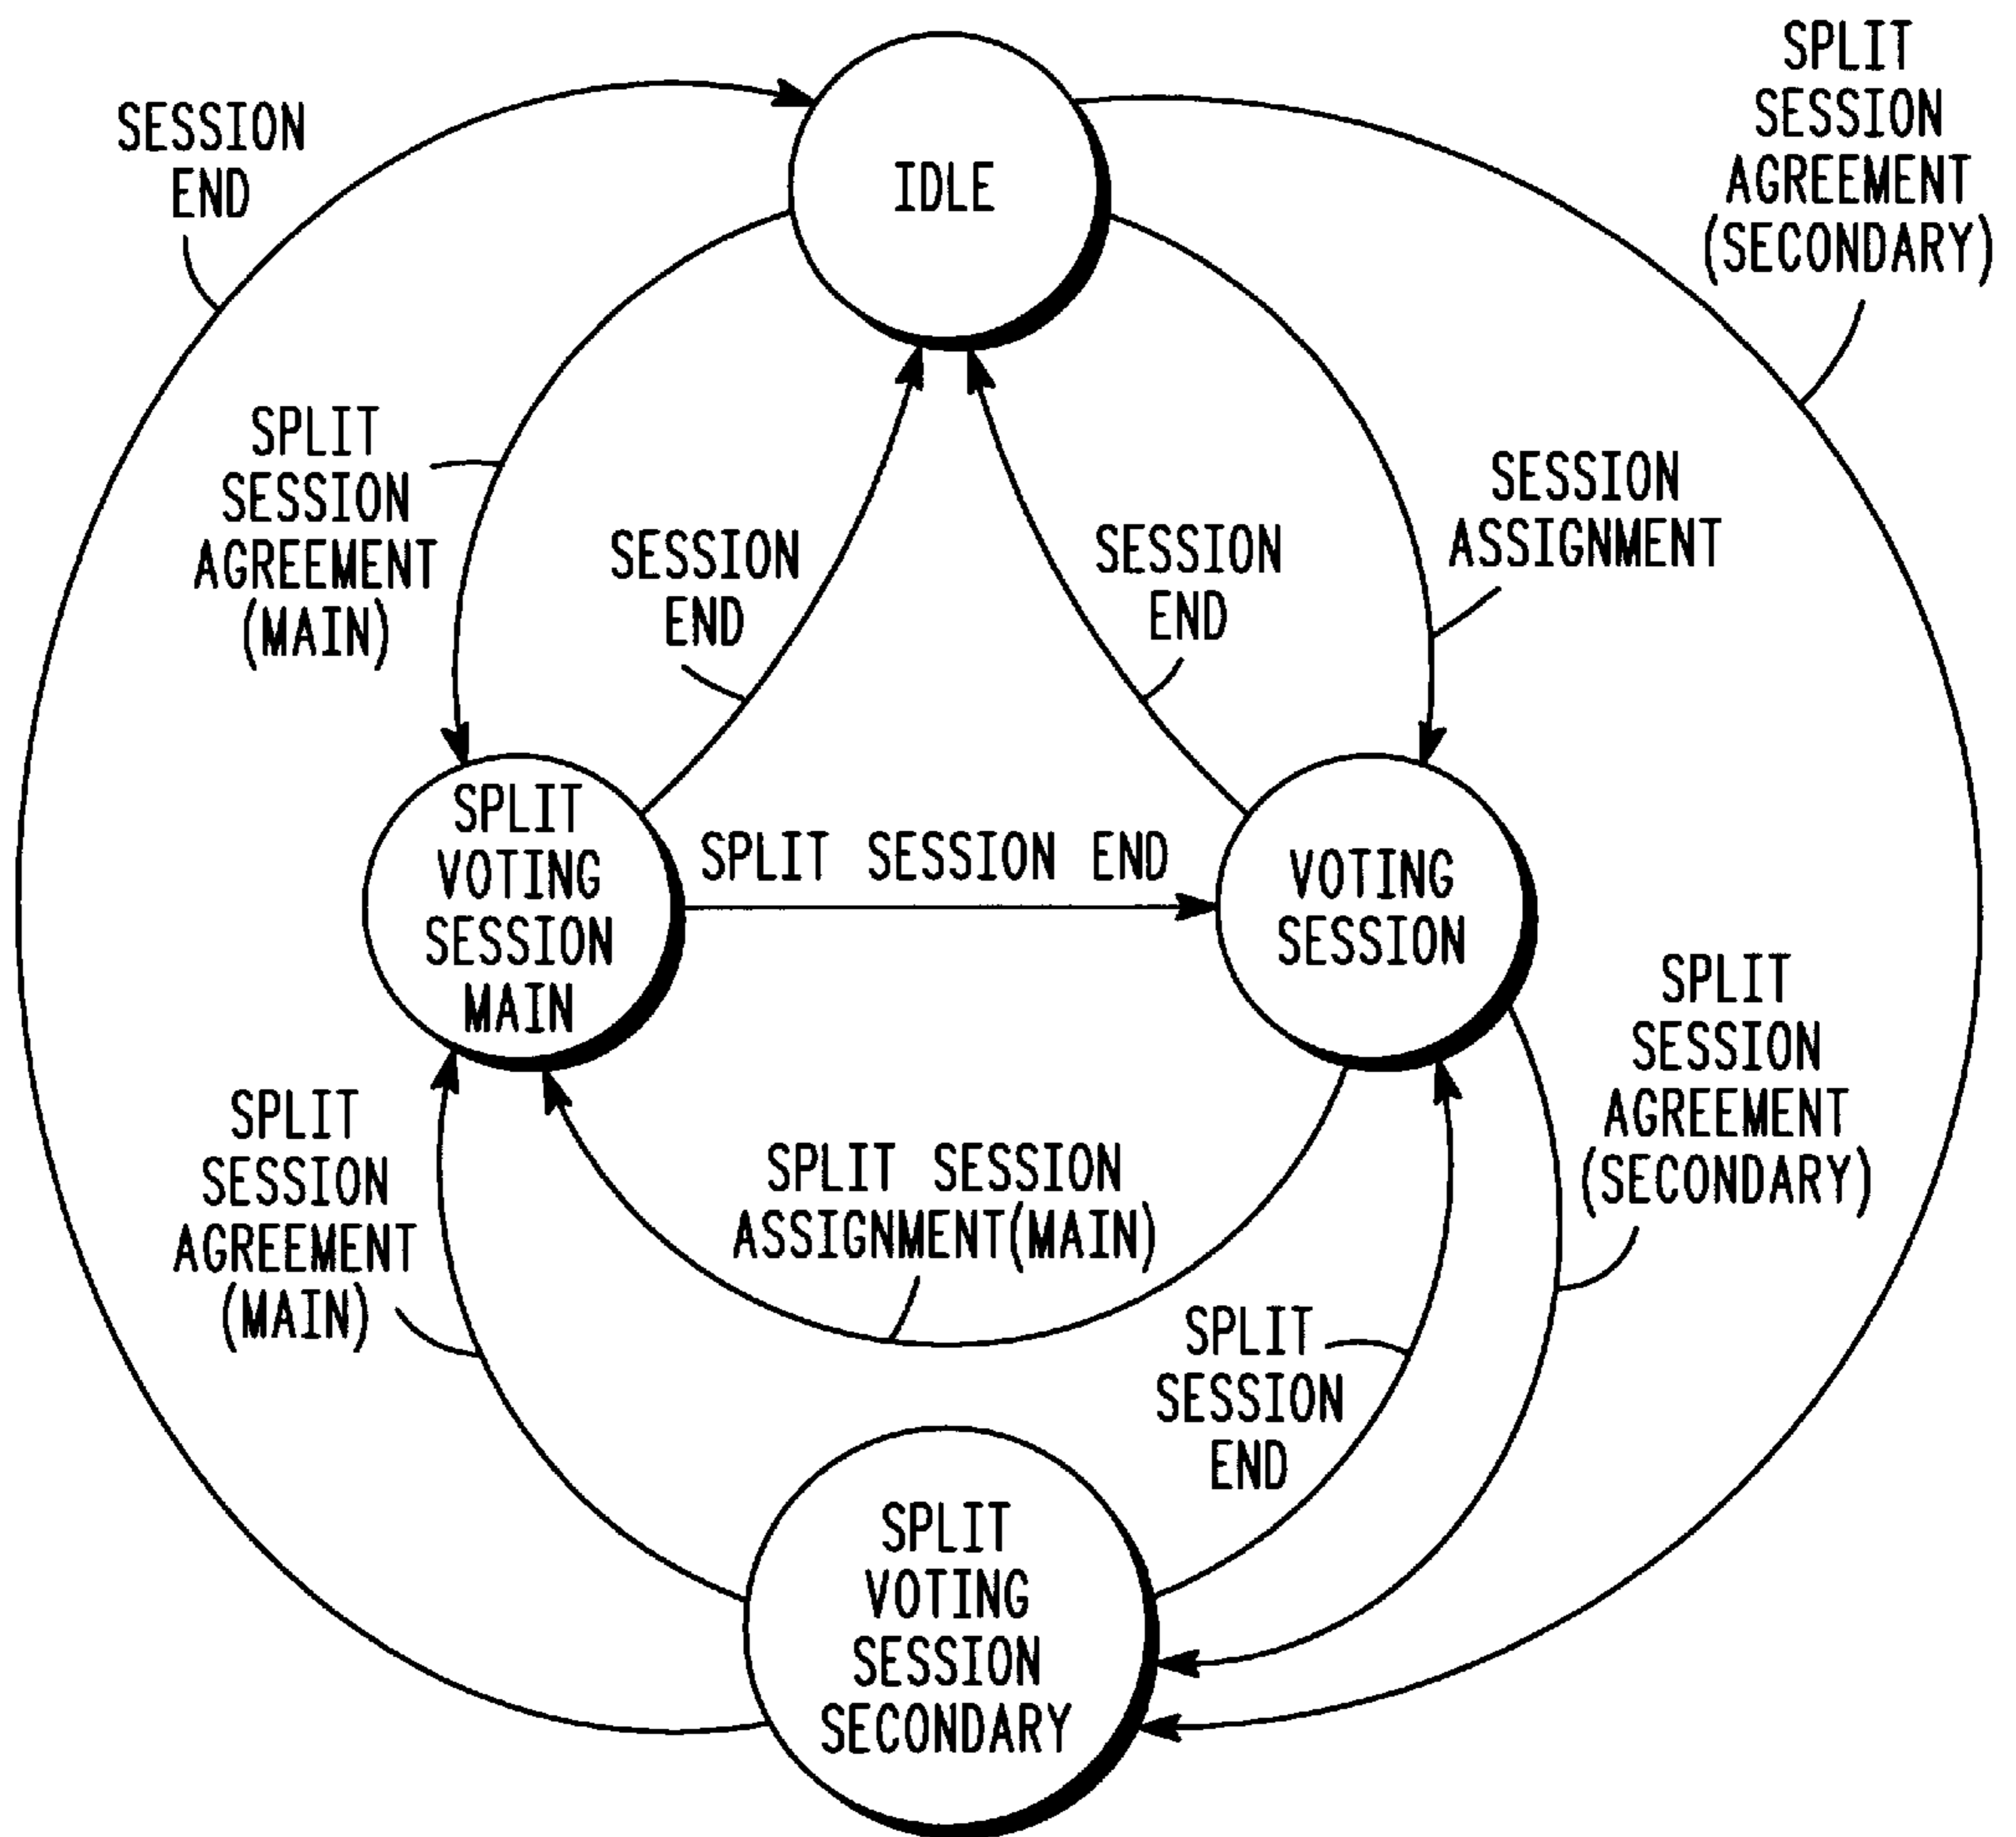 SPLIT
SESSION
AGREEMENT
(SECONDARY)
SESSION
END
IDLE
SPLIT
SESSION
AGREEMENT
(MAIN)
SESSION
END
SESSION
END
SESSION
ASSIGNMENT
SPLIT
VOTING
SESSION
MAIN
SPLIT SESSION END
VOTING
SESSION
SPLIT
SESSION
AGREEMENT
(SECONDARY)
SPLIT
SESSION
AGREEMENT
(MAIN)
SPLIT SESSION
ASSIGNMENT(MAIN)
SPLIT
SESSION
END
SPLIT
VOTING
SESSION
SECONDARY